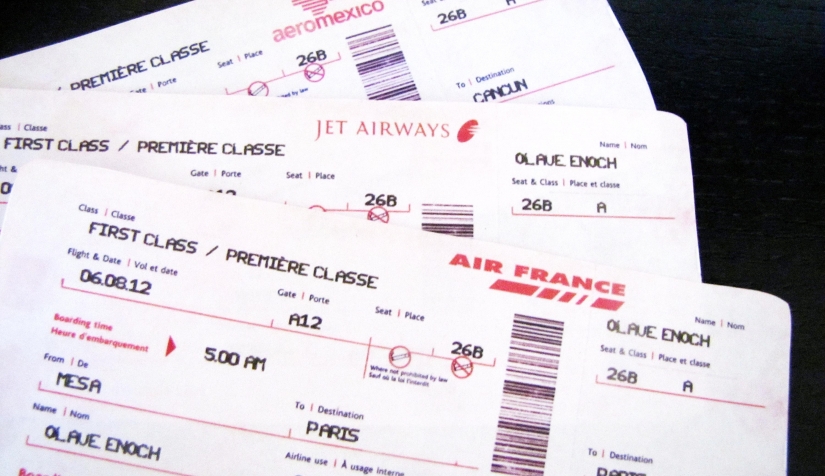 aeromexico
/ PREMIÈRE CLASSE
Seat | Place
26B
26B
To | Destination
CANCUN
Class | Classe
FIRST CLASS / PREMIÈRE CLASSE
JET AIRWAYS
Gate | Porte
Seat | Place
26B
Name | Nom
OLAVE ENOCH
Seat & Class | Place et classe
26B A
Class | Classe
FIRST CLASS / PREMIÈRE CLASSE
AIR FRANCE
Flight & Date | Vol et date
06.08.12
Gate | Porte
A12
Seat | Place
26B
Boarding time
Heure d'embarquement
5.00 AM
Where not prohibited by law
Sauf où la loi l'interdit
From | De
MESA
To | Destination
PARIS
Name | Nom
OLAVE ENOCH
Airline use | À usage interne
Name | Nom
OLAVE ENOCH
Seat & Class | Place et classe
26B A
To | Destination
PARIS